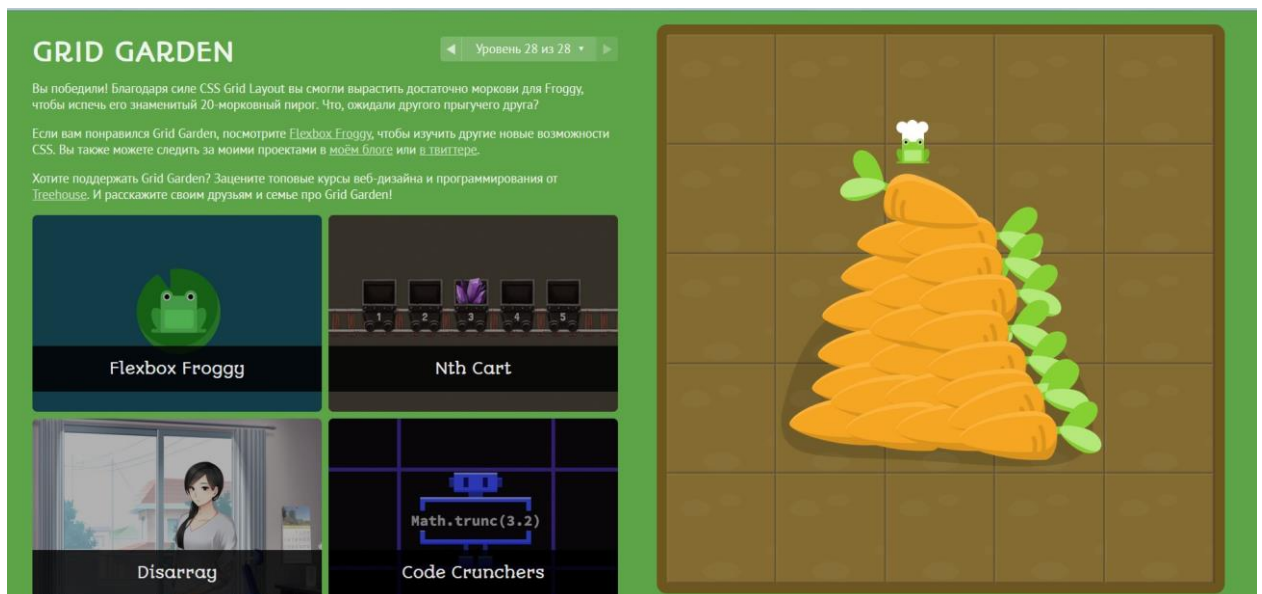 GRID GARDEN
◀ Уровень 28 из 28 ▾ ▶
Вы победили! Благодаря силе CSS Grid Layout вы смогли вырастить достаточно моркови для Froggy,
чтобы испечь его знаменитый 20-морковный пирог. Что, ожидали другого прыгучего друга?
Если вам понравился Grid Garden, посмотрите Flexbox Froggy, чтобы изучить другие новые возможности
CSS. Вы также можете следить за моими проектами в моём блоге или в твиттере.
Хотите поддержать Grid Garden? Зацените топовые курсы веб-дизайна и программирования от
Treehouse. И расскажите своим друзьям и семье про Grid Garden!
1 2 3 4 5
Flexbox Froggy
Nth Cart
Math.trunc(3.2)
Disarray
Code Crunchers